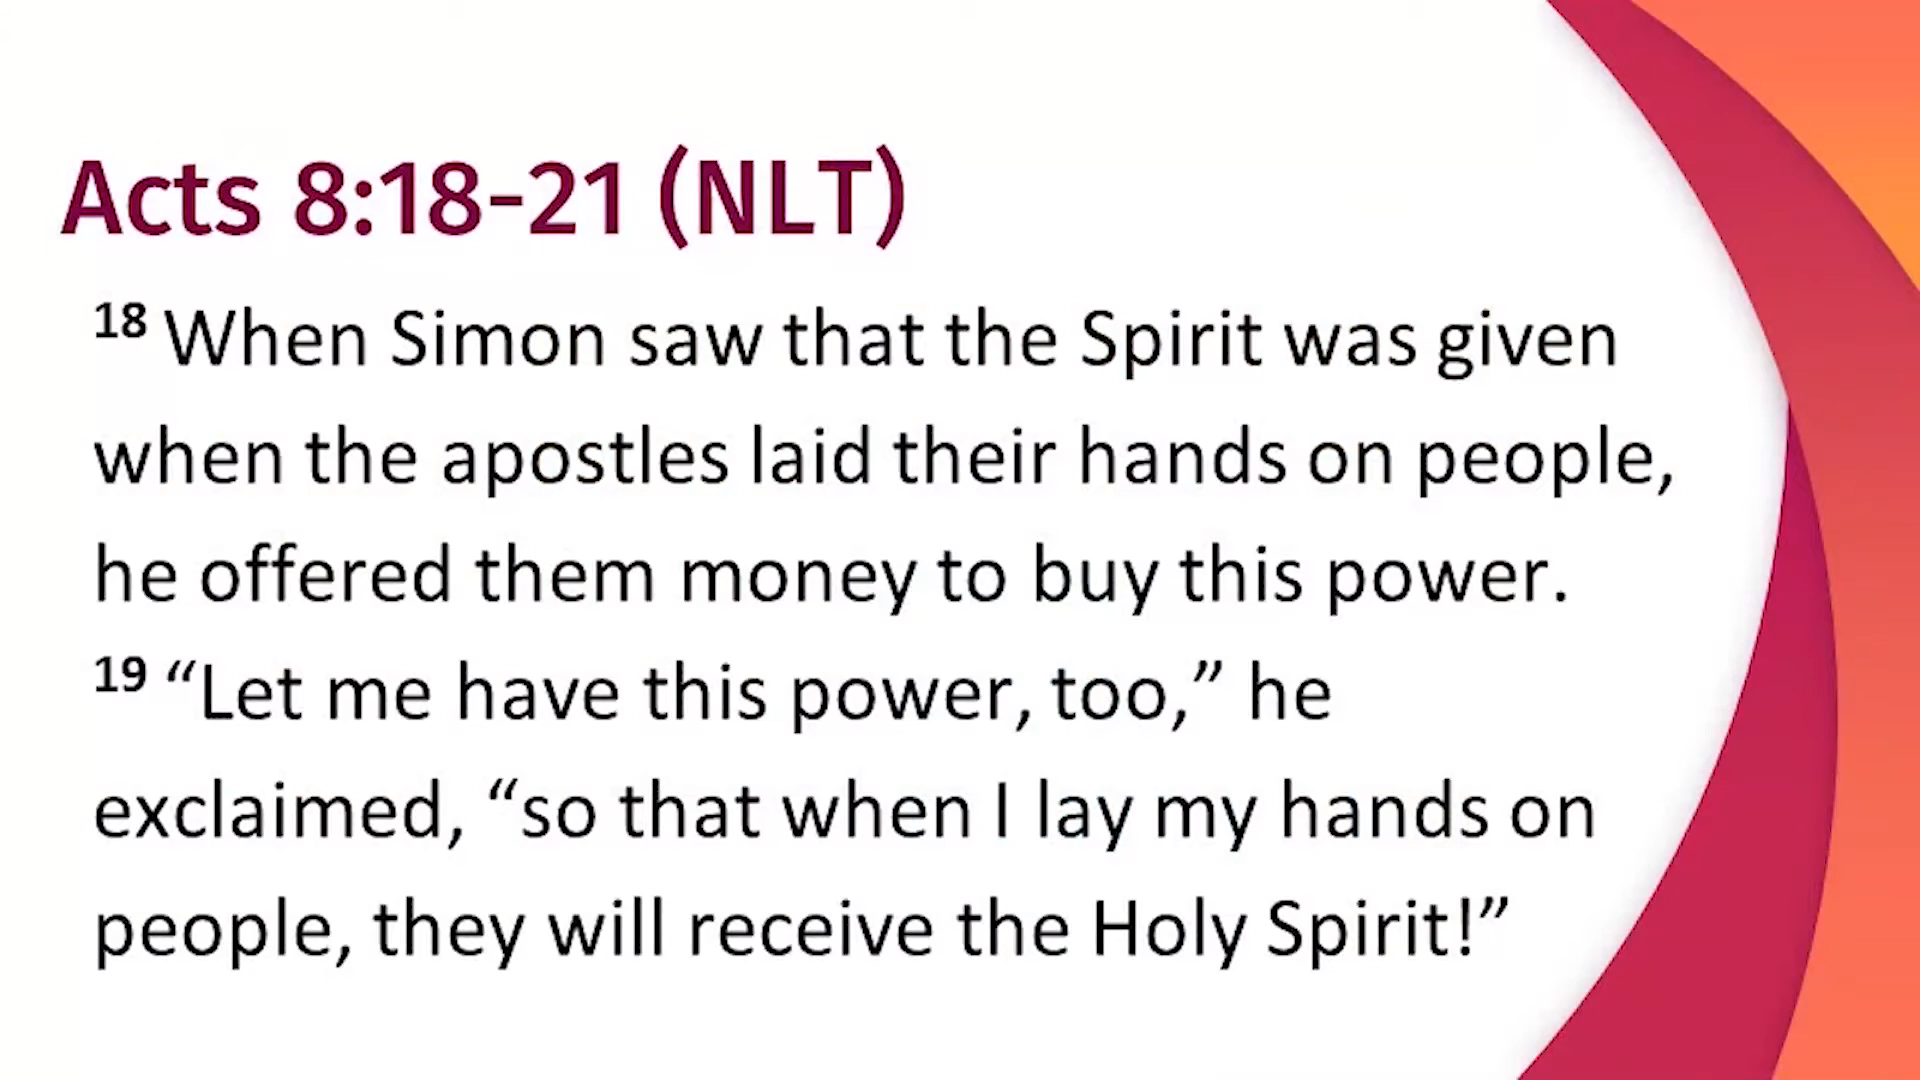 Acts 8:18-21 (NLT)
18 When Simon saw that the Spirit was given
when the apostles laid their hands on people,
he offered them money to buy this power.
19 “Let me have this power, too,” he
exclaimed, “so that when I lay my hands on
people, they will receive the Holy Spirit!”